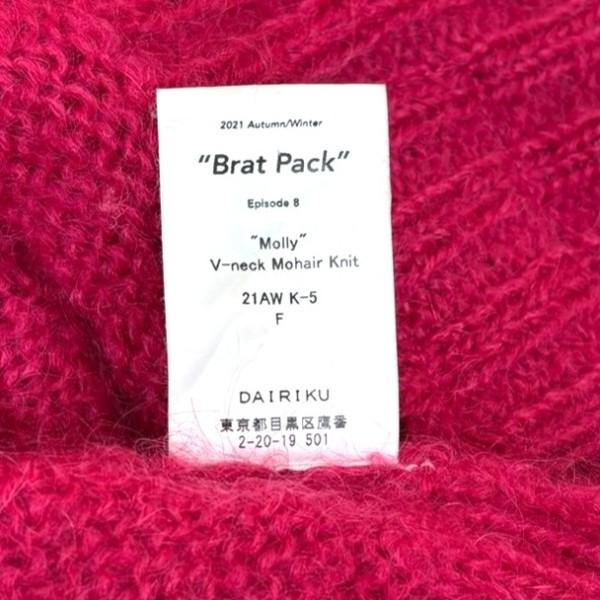 2021 Autumn/Winter
“Brat Pack”
Episode 8
“Molly”
V-neck Mohair Knit
21AW K-5
F
DAIRIKU
東京都目黒区鷹番
2-20-19 501